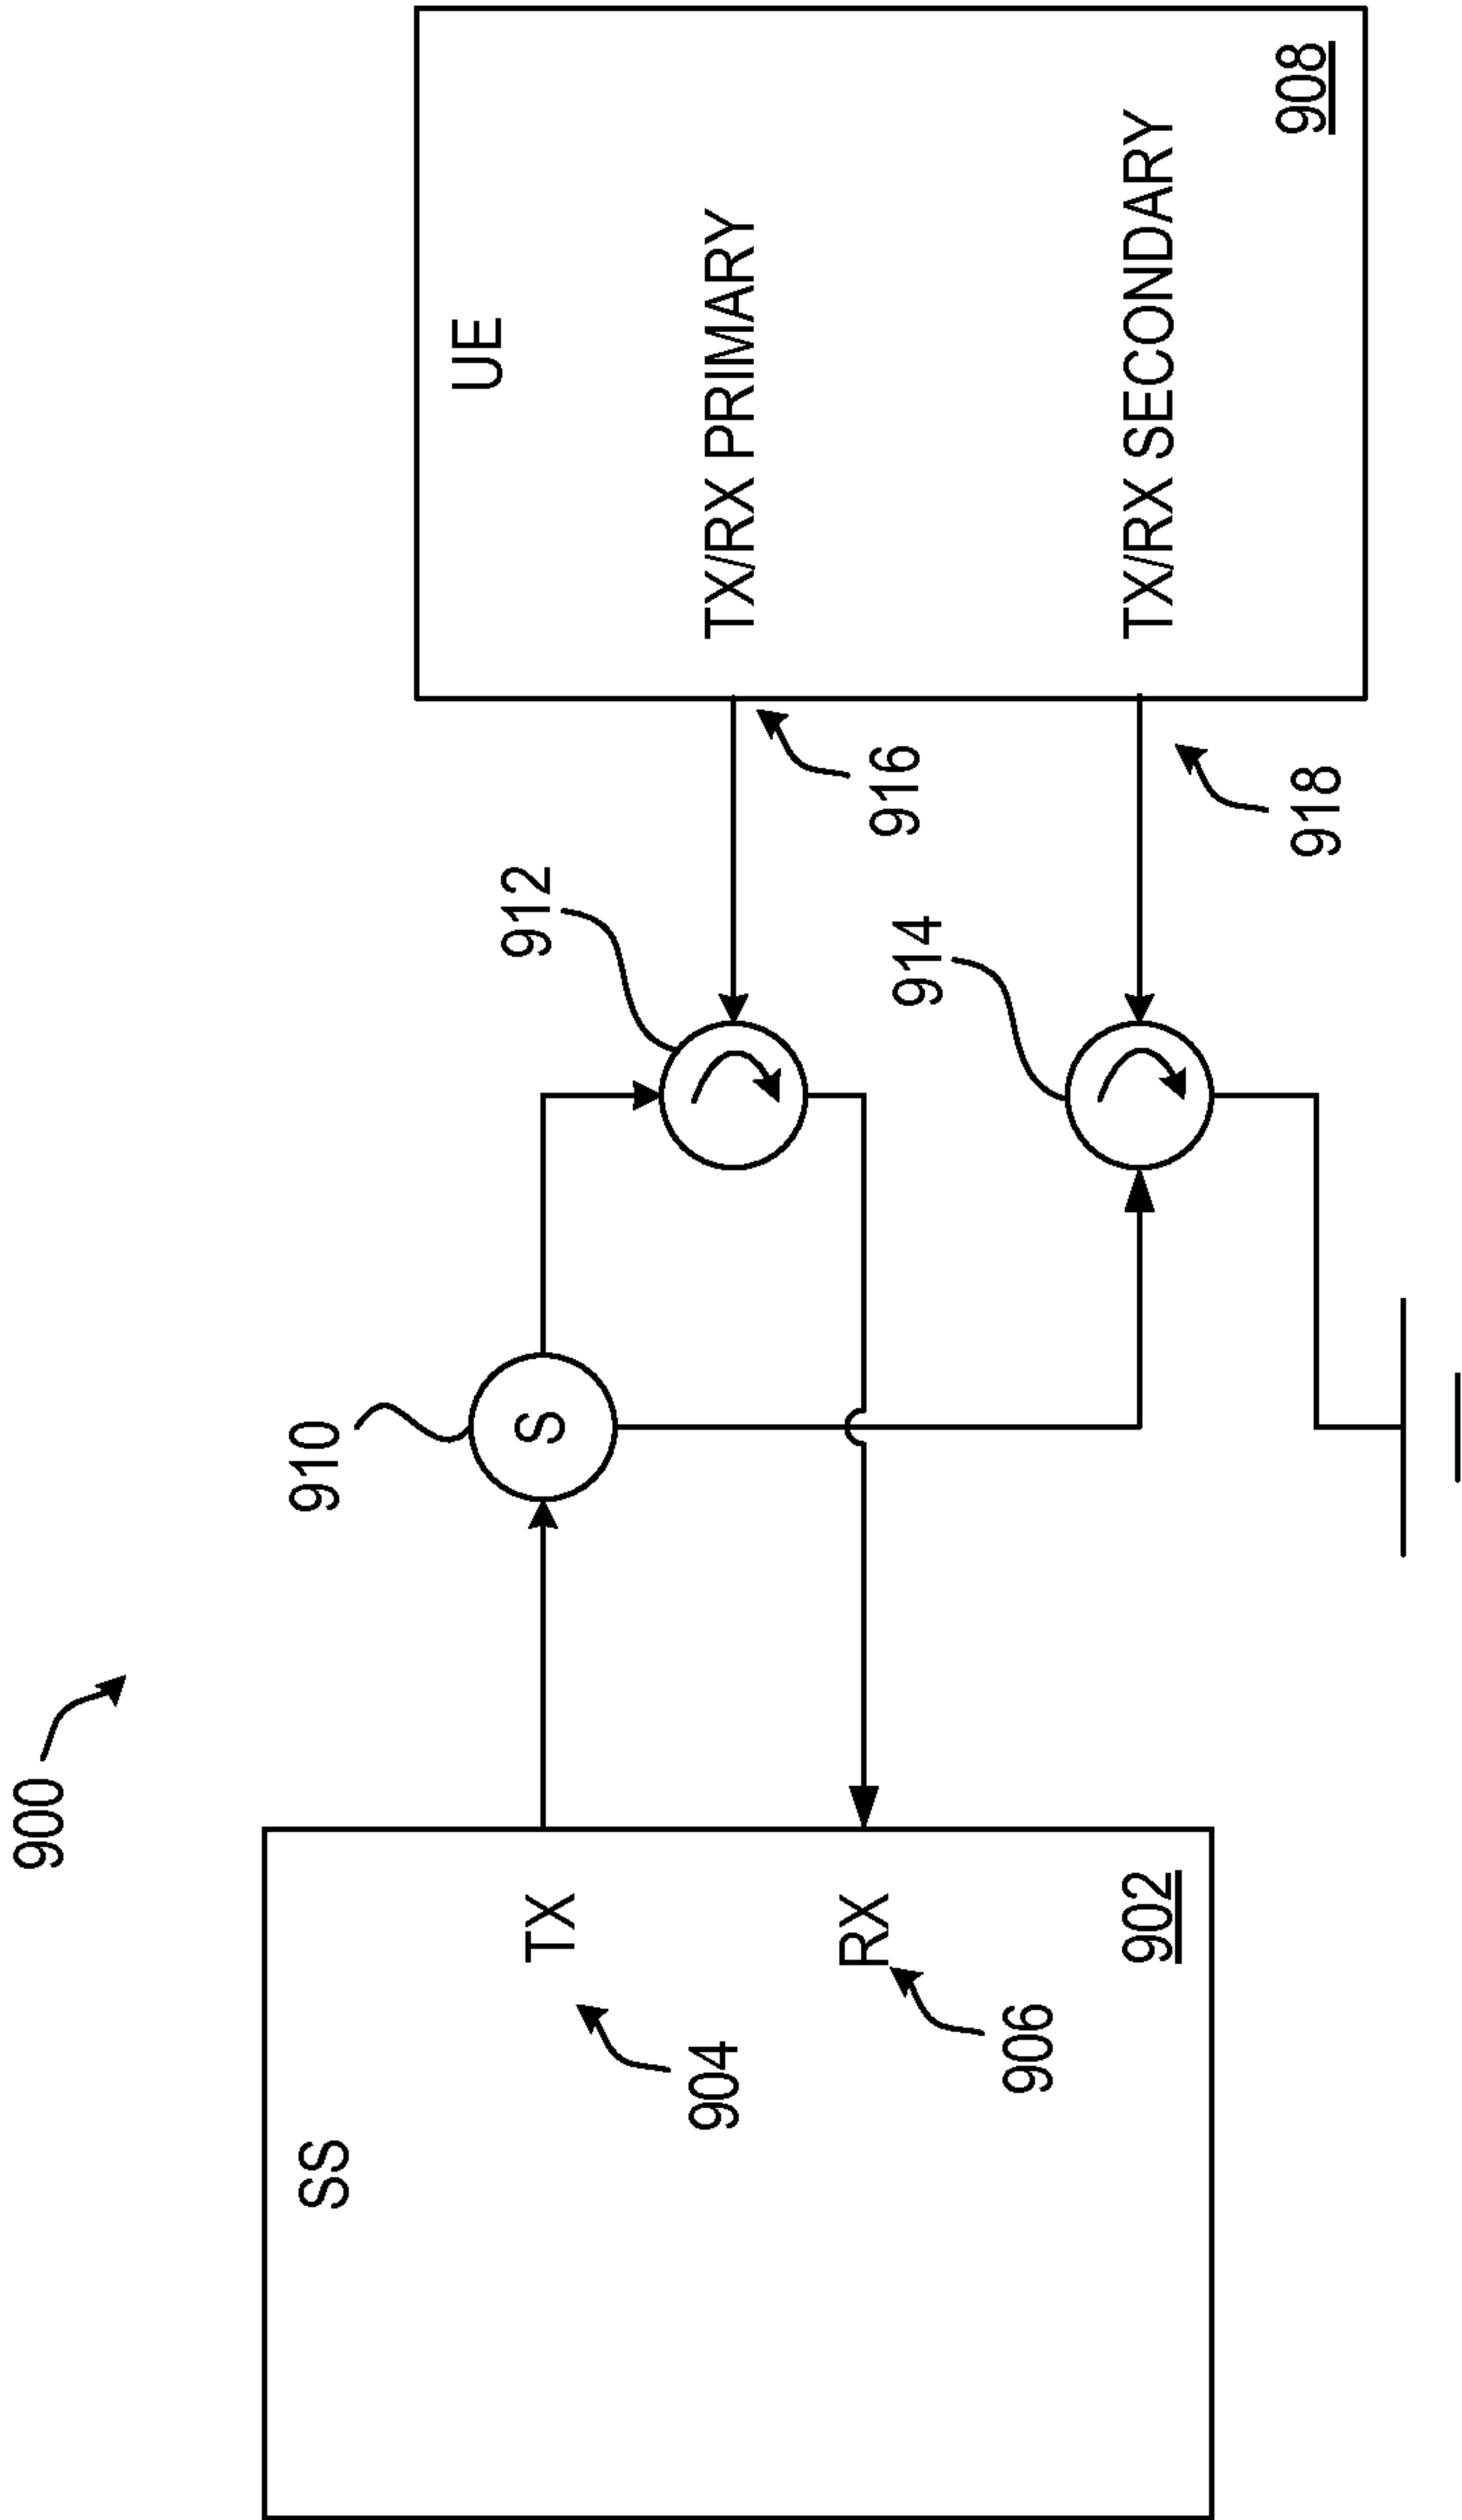 900
SS
TX
904
RX
906
902
910
S
912
914
916
918
UE
TX/RX PRIMARY
TX/RX SECONDARY
908